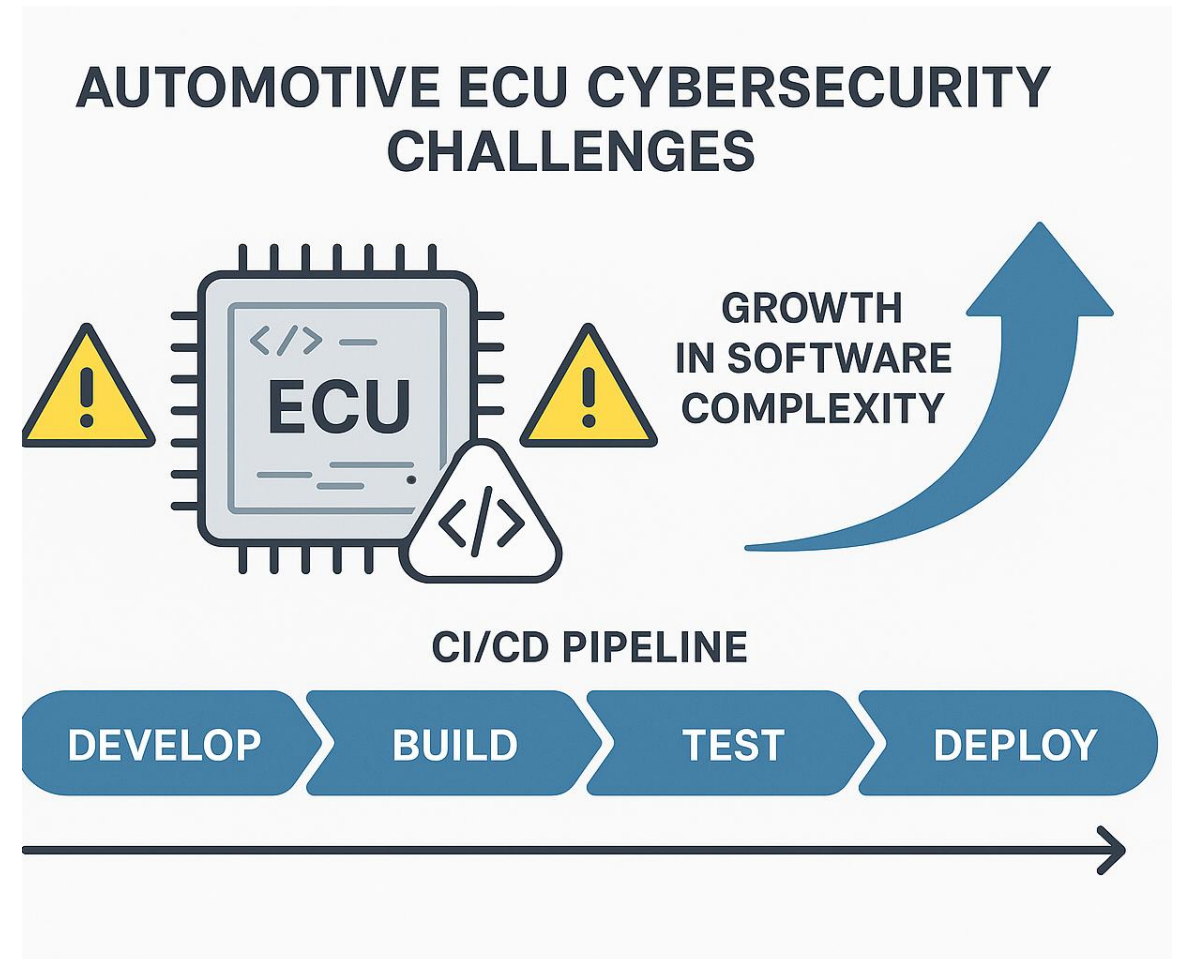 AUTOMOTIVE ECU CYBERSECURITY
CHALLENGES
</>
ECU
</>
GROWTH
IN SOFTWARE
COMPLEXITY
CI/CD PIPELINE
DEVELOP
BUILD
TEST
DEPLOY